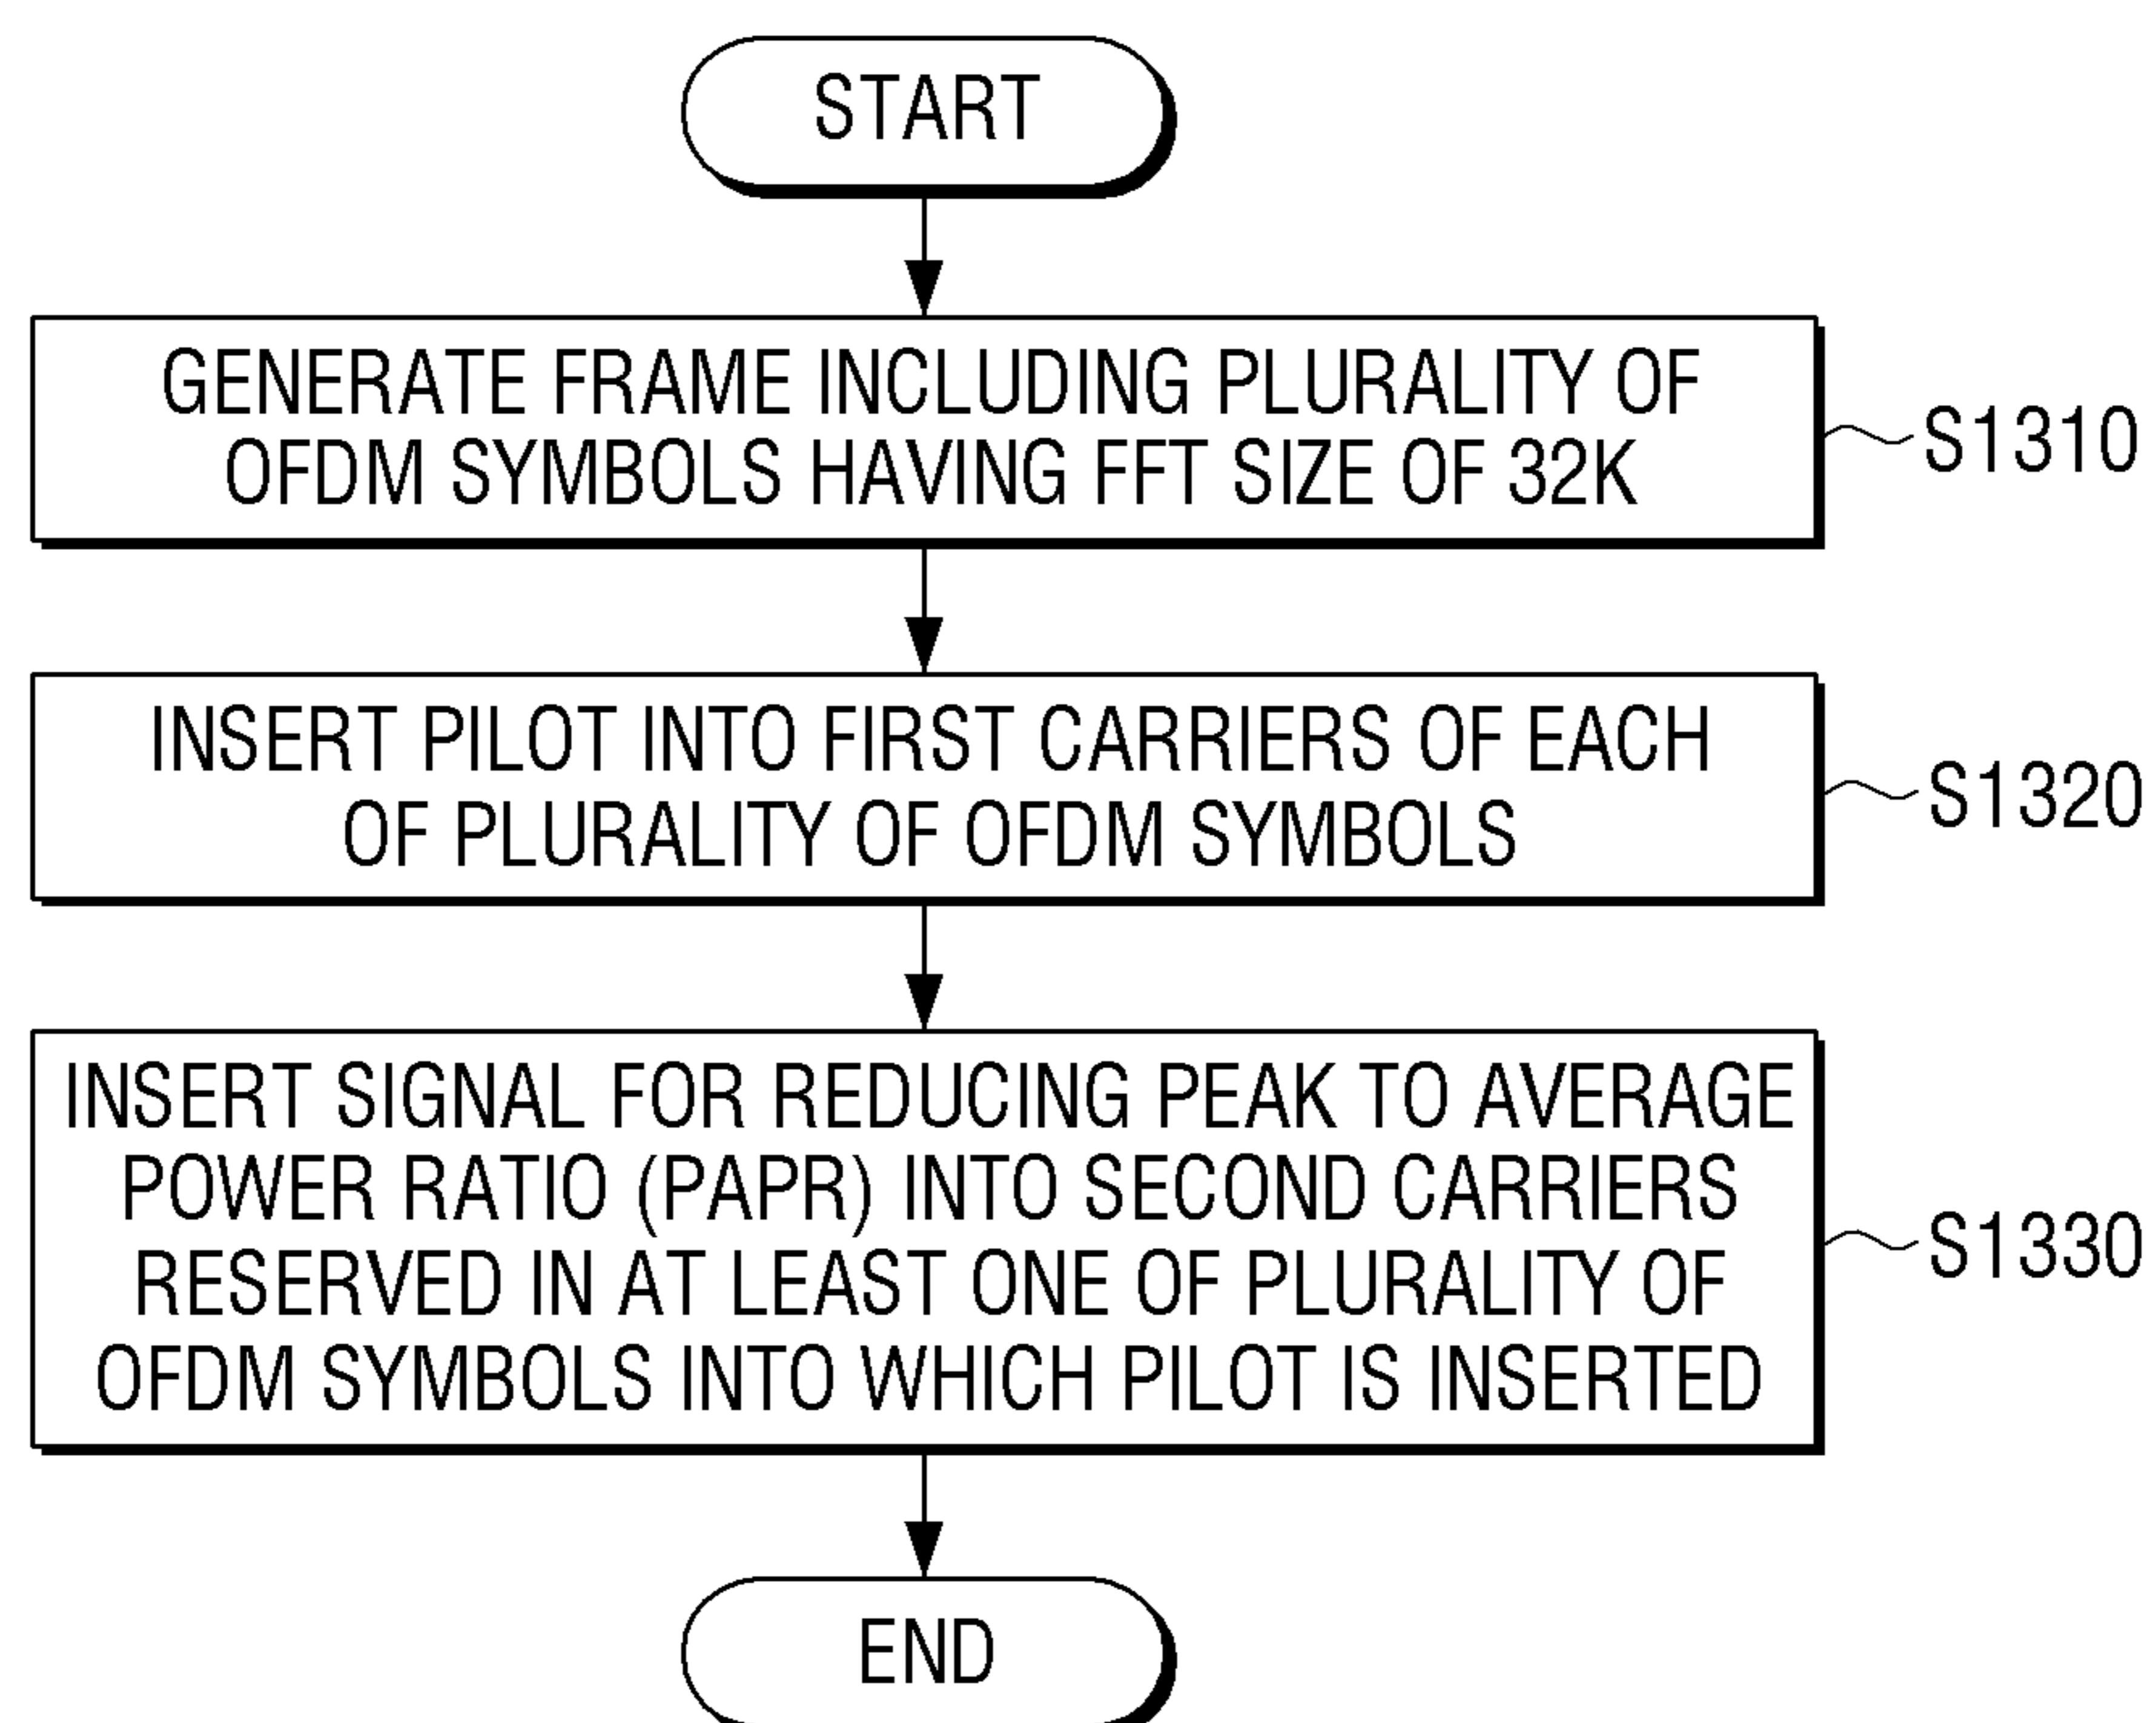 START
GENERATE FRAME INCLUDING PLURALITY OF
OFDM SYMBOLS HAVING FFT SIZE OF 32K
S1310
INSERT PILOT INTO FIRST CARRIERS OF EACH
OF PLURALITY OF OFDM SYMBOLS
S1320
INSERT SIGNAL FOR REDUCING PEAK TO AVERAGE
POWER RATIO (PAPR) INTO SECOND CARRIERS
RESERVED IN AT LEAST ONE OF PLURALITY OF
OFDM SYMBOLS INTO WHICH PILOT IS INSERTED
S1330
END